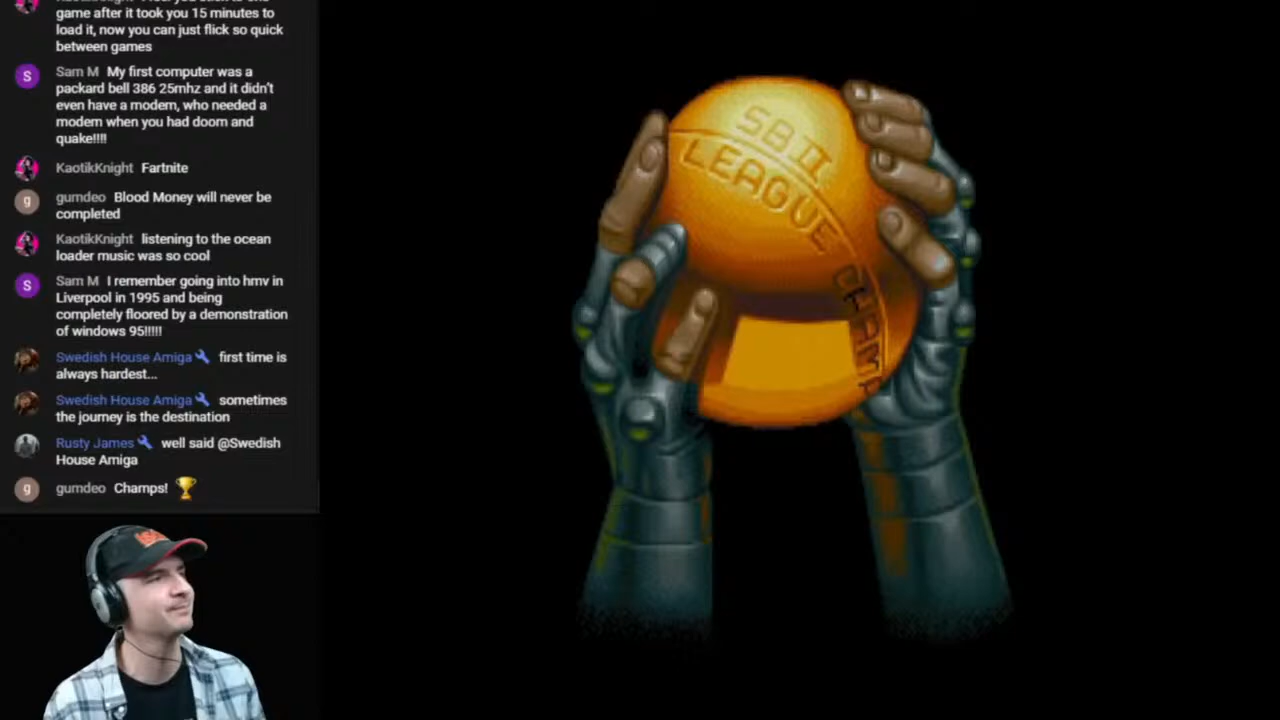 game after it took you 15 minutes to
load it, now you can just flick so quick
between games
S
Sam M My first computer was a
packard bell 386 25mhz and it didn't
even have a modem, who needed a
modem when you had doom and
quake!!!!
KaotikKnight Fartnite
g
gumdeo Blood Money will never be
completed
KaotikKnight listening to the ocean
loader music was so cool
S
Sam M I remember going into hmv in
Liverpool in 1995 and being
completely floored by a demonstration
of windows 95!!!!!
Swedish House Amiga first time is
always hardest...
Swedish House Amiga sometimes
the journey is the destination
Rusty James well said @Swedish
House Amiga
g
gumdeo Champs! 🏆
SB II
LEAGUE CHAMP